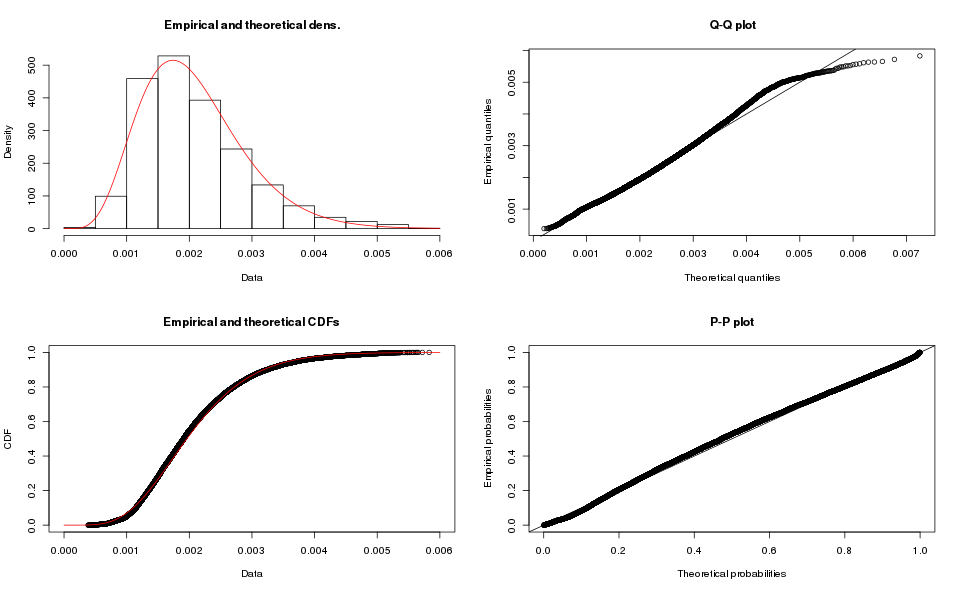 Empirical and theoretical dens.
Density
0 100 200 300 400 500
0.000 0.001 0.002 0.003 0.004 0.005 0.006
Data
Q-Q plot
Empirical quantiles
0.001 0.003 0.005
0.000 0.001 0.002 0.003 0.004 0.005 0.006 0.007
Theoretical quantiles
Empirical and theoretical CDFs
CDF
0.0 0.2 0.4 0.6 0.8 1.0
0.000 0.001 0.002 0.003 0.004 0.005 0.006
Data
P-P plot
Empirical probabilities
0.0 0.2 0.4 0.6 0.8 1.0
0.0 0.2 0.4 0.6 0.8 1.0
Theoretical probabilities